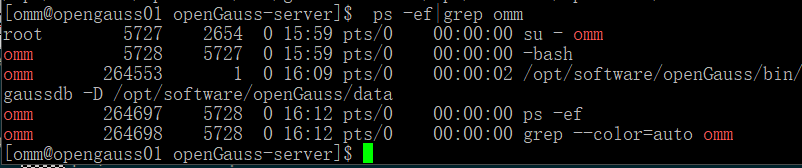 [omm@opengauss01 openGauss-server]$  ps -ef|grep omm
root        5727    2654  0 15:59 pts/0    00:00:00 su - omm
omm         5728    5727  0 15:59 pts/0    00:00:00 -bash
omm       264553       1  0 16:09 pts/0    00:00:02 /opt/software/openGauss/bin/
gaussdb -D /opt/software/openGauss/data
omm       264697    5728  0 16:12 pts/0    00:00:00 ps -ef
omm       264698    5728  0 16:12 pts/0    00:00:00 grep --color=auto omm
[omm@opengauss01 openGauss-server]$